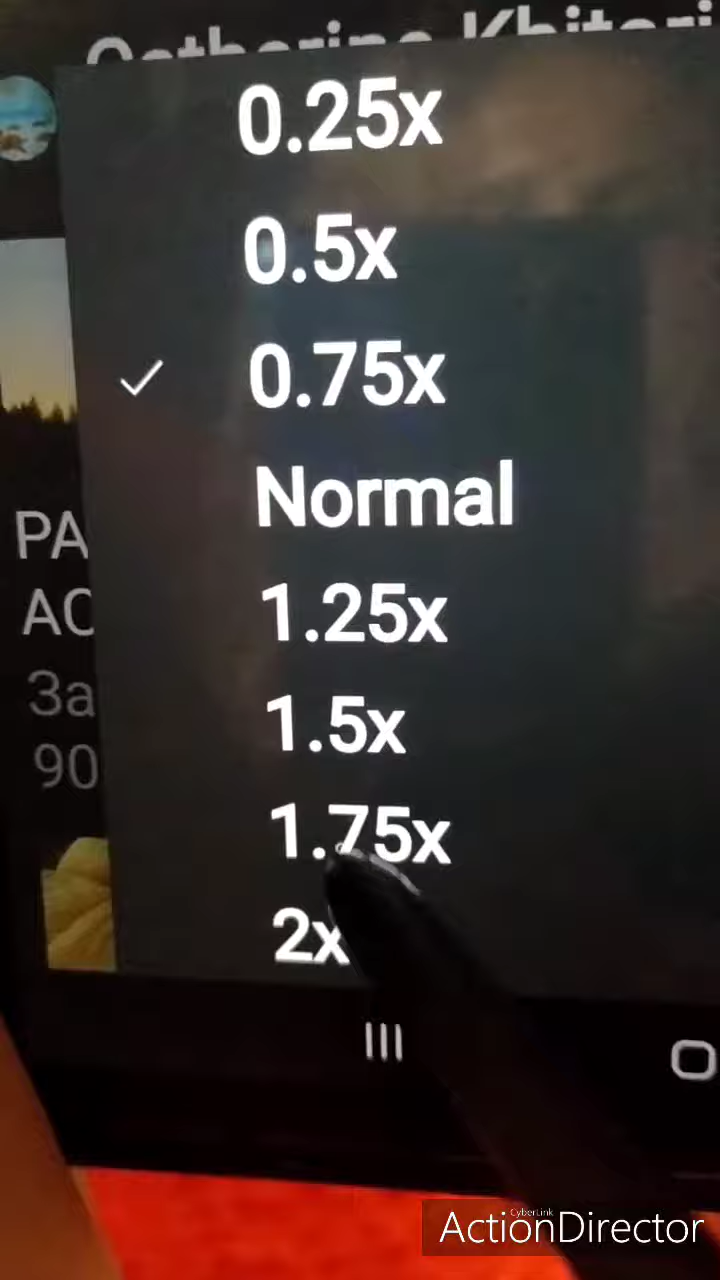 0.25x
0.5x
0.75x
Normal
1.25x
1.5x
1.75x
2x
PA
AC
За
90
CyberLink
ActionDirector